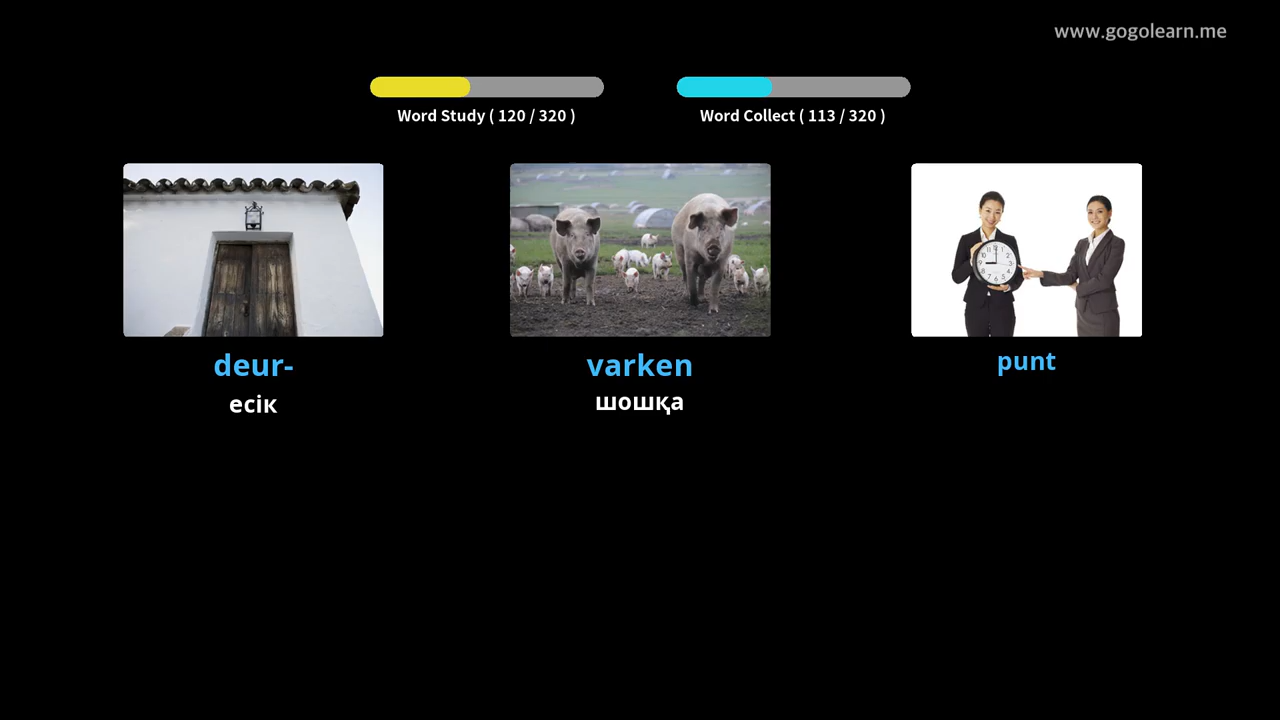 www.gogolearn.me
Word Study ( 120 / 320 )
Word Collect ( 113 / 320 )
deur-
varken
punt
есік
шошқа